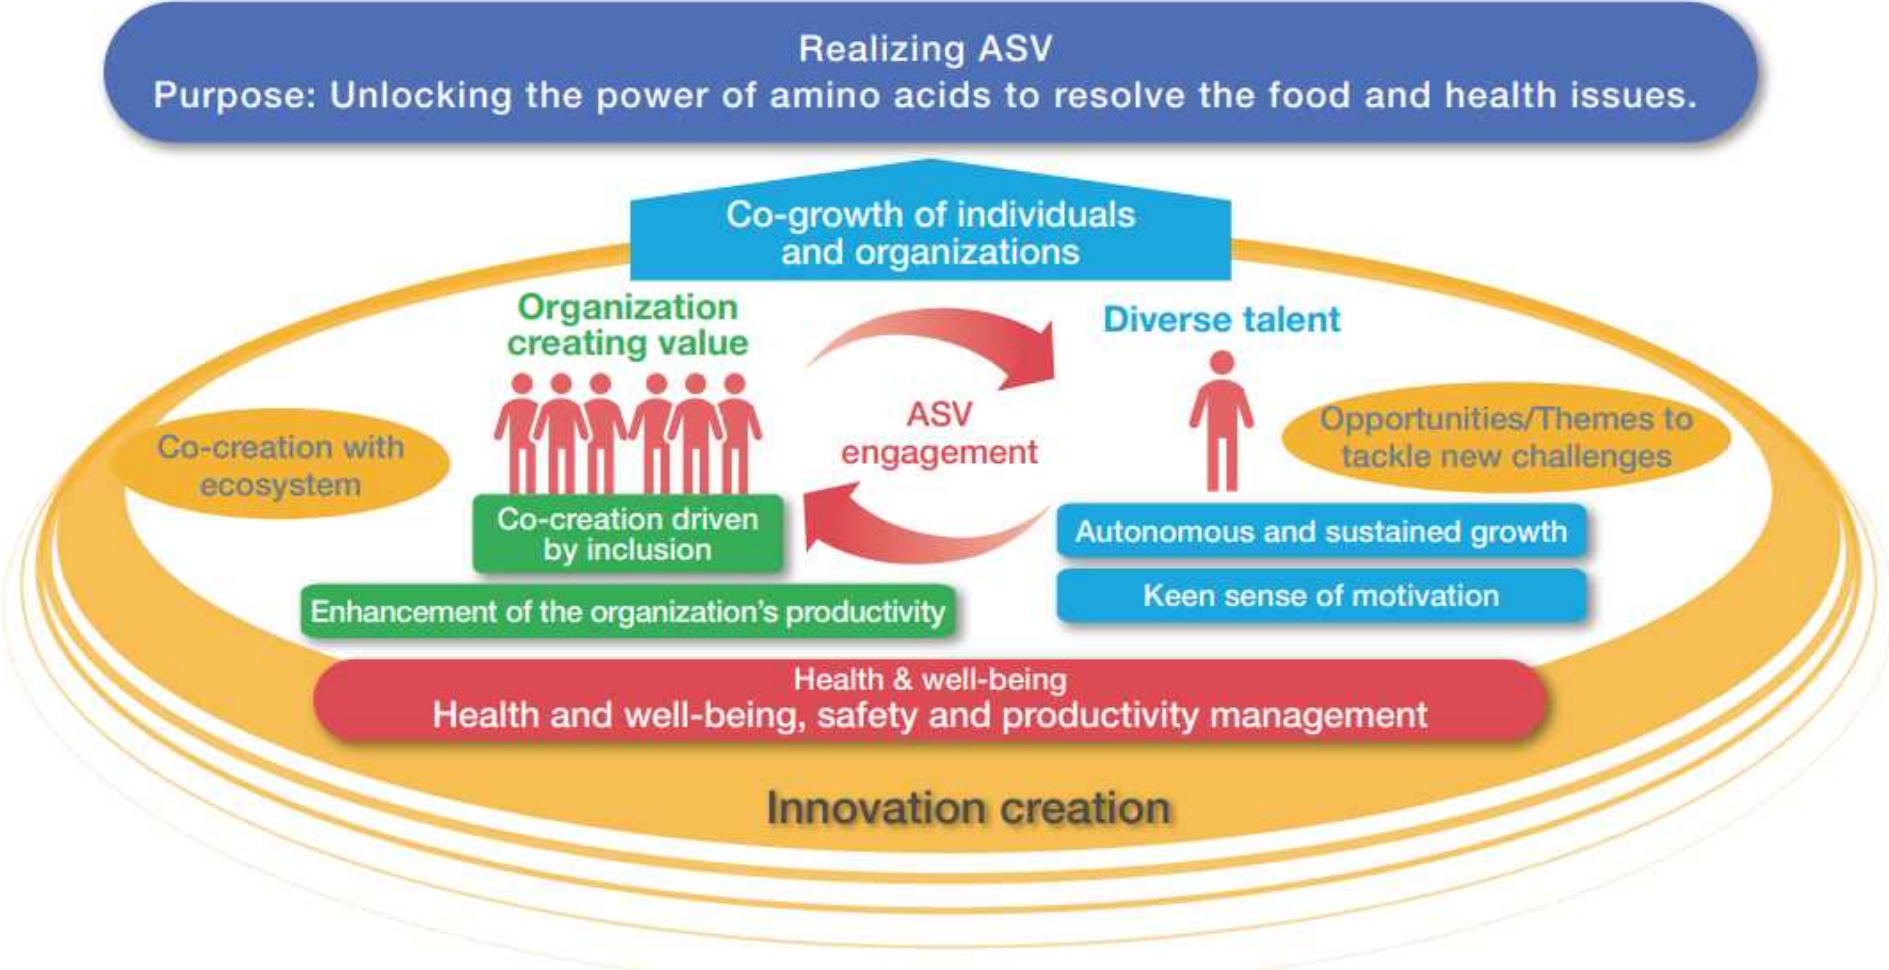 Realizing ASV
Purpose: Unlocking the power of amino acids to resolve the food and health issues.
Co-growth of individuals
and organizations
Organization
creating value
Diverse talent
ASV
engagement
Co-creation with
ecosystem
Opportunities/Themes to
tackle new challenges
Co-creation driven
by inclusion
Autonomous and sustained growth
Enhancement of the organization's productivity
Keen sense of motivation
Health & well-being
Health and well-being, safety and productivity management
Innovation creation